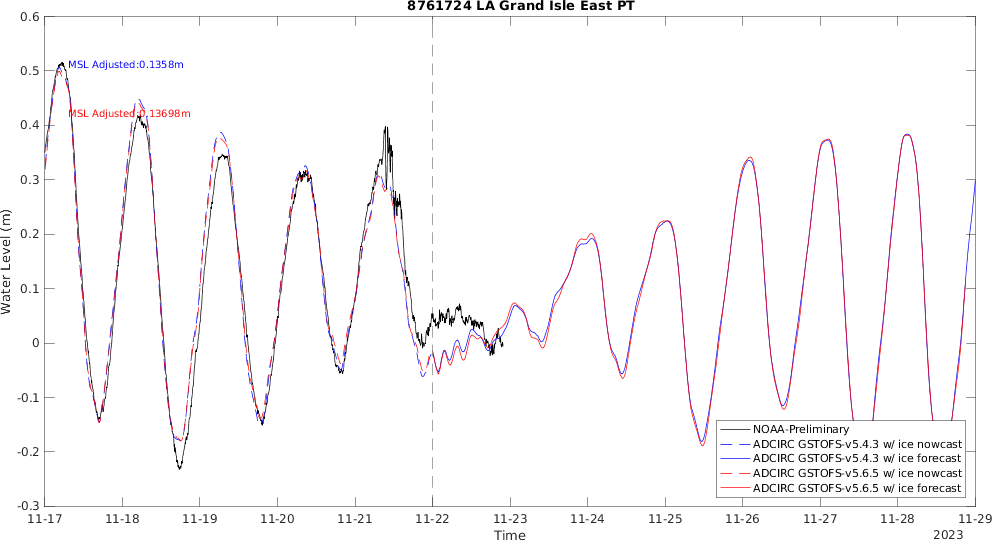 8761724 LA Grand Isle East PT
0.6
0.5
0.4
0.3
0.2
0.1
0
-0.1
-0.2
-0.3
Water Level (m)
MSL Adjusted:0.1358m
MSL Adjusted:0.13698m
NOAA-Preliminary
ADCIRC GSTOFS-v5.4.3 w/ ice nowcast
ADCIRC GSTOFS-v5.4.3 w/ ice forecast
ADCIRC GSTOFS-v5.6.5 w/ ice nowcast
ADCIRC GSTOFS-v5.6.5 w/ ice forecast
11-17 11-18 11-19 11-20 11-21 11-22 11-23 11-24 11-25 11-26 11-27 11-28 11-29
Time
2023